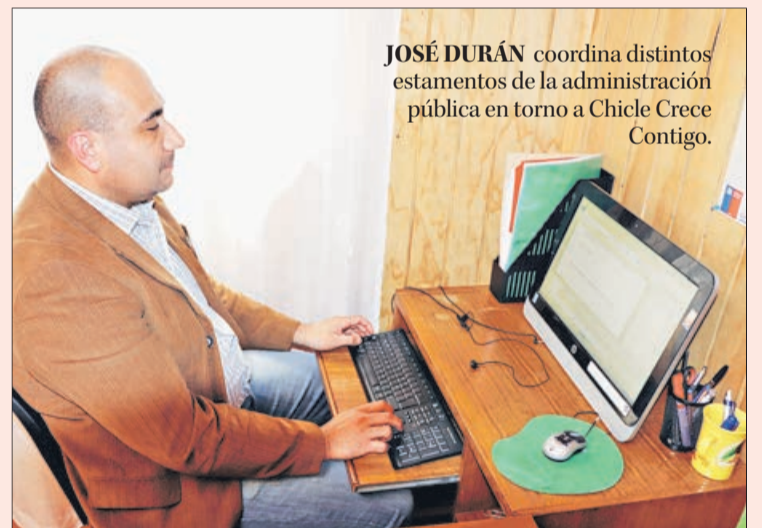 JOSÉ DURÁN coordina distintos
estamentos de la administración
pública en torno a Chicle Crece
Contigo.